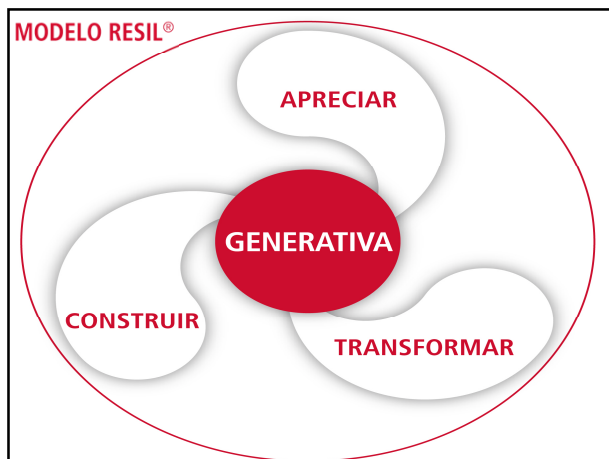 MODELO RESIL®
APRECIAR
GENERATIVA
CONSTRUIR
TRANSFORMAR